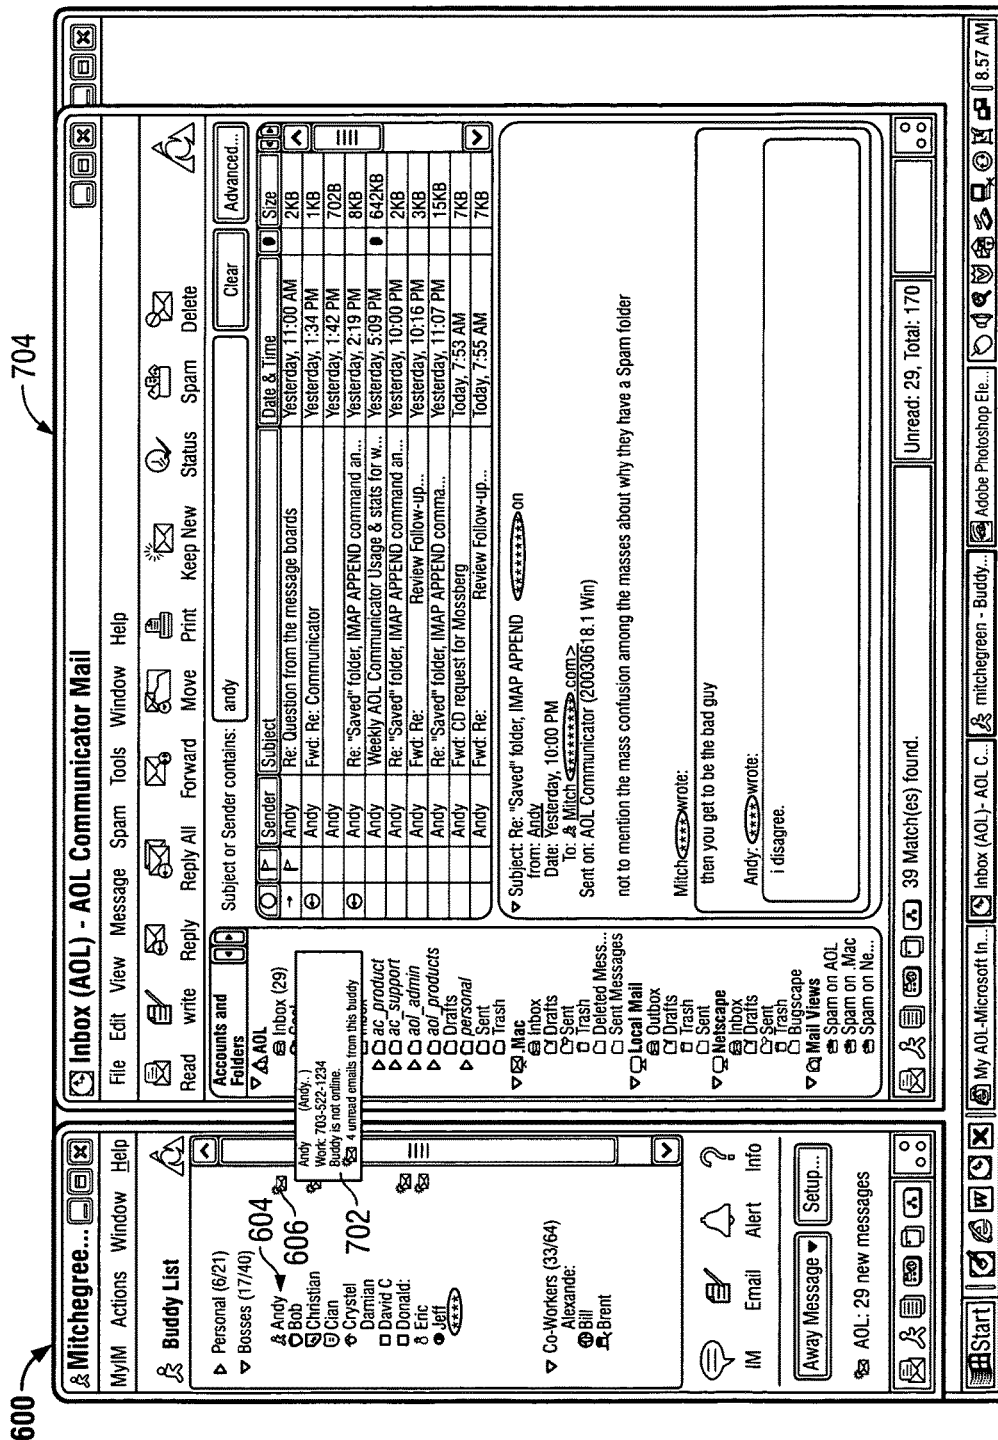 600
704
Mitchegree...
MyIM Actions Window Help
Buddy List
Personal (6/21)
Bosses (17/40)
Andy
Bob
Christian
Cian
Crystel
Damian
David C
Donald:
Eric
Jeff
****
604
606
702
Co-Workers (33/64)
Alexande:
Bill
Brent
IM Email Alert Info
Away Message Setup...
AOL: 29 new messages
Andy (Andy..)
Work: 703-522-1234
Buddy is not online.
4 unread emails from this buddy
Inbox (AOL) - AOL Communicator Mail
File Edit View Message Spam Tools Window Help
Read write Reply Reply All Forward Move Print Keep New Status Spam Delete
Accounts and Folders
AOL
Inbox (29)
ac_product
ac_support
aol_admin
aol_products
Drafts
personal
Sent
Trash
.Mac
Inbox
Drafts
Sent
Trash
Deleted Mess...
Sent Messages
Local Mail
Outbox
Drafts
Trash
Sent
Netscape
Inbox
Drafts
Sent
Trash
Bugscape
Mail Views
Spam on AOL
Spam on .Mac
Spam on Ne...
Subject or Sender contains: andy Clear Advanced...
Sender Subject Date & Time Size
Andy Re: Question from the message boards Yesterday, 11:00 AM 2KB
Andy Fwd: Re: Communicator Yesterday, 1:34 PM 1KB
Andy Yesterday, 1:42 PM 702B
Andy Re: "Saved" folder, IMAP APPEND command an... Yesterday, 2:19 PM 8KB
Andy Weekly AOL Communicator Usage & stats for w... Yesterday, 5:09 PM 642KB
Andy Re: "Saved" folder, IMAP APPEND command an... Yesterday, 10:00 PM 2KB
Andy Fwd: Re: Review Follow-up... Yesterday, 10:16 PM 3KB
Andy Re: "Saved" folder, IMAP APPEND comma... Yesterday, 11:07 PM 15KB
Andy Fwd: CD request for Mossberg Today, 7:53 AM 7KB
Andy Fwd: Re: Review Follow-up... Today, 7:55 AM 7KB
Subject: Re: "Saved" folder, IMAP APPEND ********* on
from: Andy
Date: Yesterday, 10:00 PM
To: Mitch ********* com>
Sent on: AOL Communicator (20030618.1 Win)
not to mention the mass confusion among the masses about why they have a Spam folder
Mitch **** wrote:
then you get to be the bad guy
Andy: **** wrote:
i disagree.
39 Match(es) found. Unread: 29, Total: 170
Start My AOL-Microsoft In... Inbox (AOL)- AOL C... mitchegreen - Buddy... Adobe Photoshop Ele... 8.57 AM